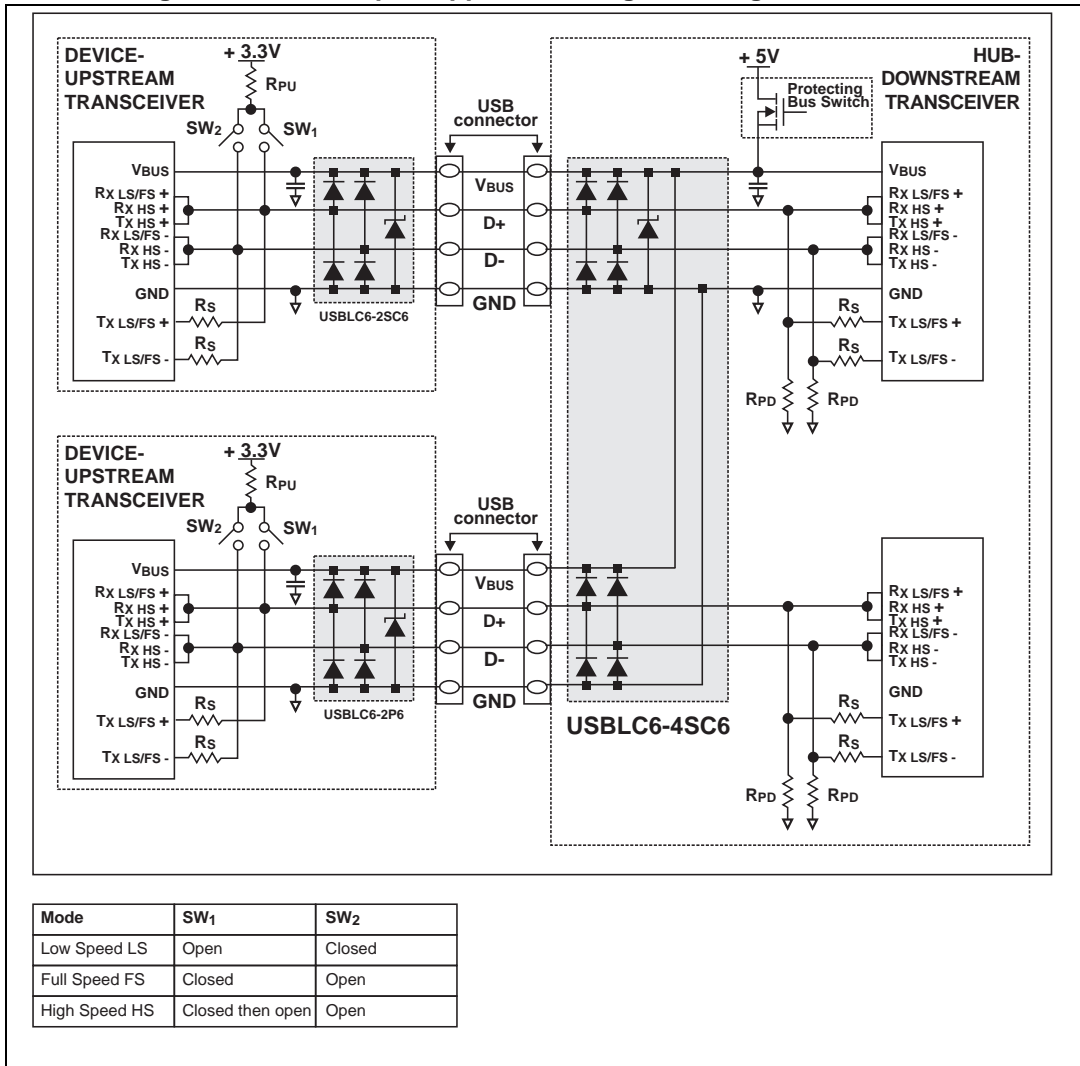 DEVICE-
UPSTREAM
TRANSCEIVER
+ 3.3V
RPU
SW2
SW1
VBUS
RX LS/FS +
RX HS +
TX HS +
RX LS/FS -
RX HS -
TX HS -
GND
TX LS/FS +
TX LS/FS -
RS
RS
USBLC6-2SC6
USB
connector
VBUS
D+
D-
GND
+ 5V
Protecting
Bus Switch
HUB-
DOWNSTREAM
TRANSCEIVER
VBUS
RX LS/FS +
RX HS +
TX HS +
RX LS/FS -
RX HS -
TX HS -
GND
TX LS/FS +
TX LS/FS -
RS
RS
RPD
RPD
DEVICE-
UPSTREAM
TRANSCEIVER
+ 3.3V
RPU
SW2
SW1
VBUS
RX LS/FS +
RX HS +
TX HS +
RX LS/FS -
RX HS -
TX HS -
GND
TX LS/FS +
TX LS/FS -
RS
RS
USBLC6-2P6
USB
connector
VBUS
D+
D-
GND
USBLC6-4SC6
RX LS/FS +
RX HS +
TX HS +
RX LS/FS -
RX HS -
TX HS -
GND
TX LS/FS +
TX LS/FS -
RS
RS
RPD
RPD
Mode SW1 SW2
Low Speed LS Open Closed
Full Speed FS Closed Open
High Speed HS Closed then open Open